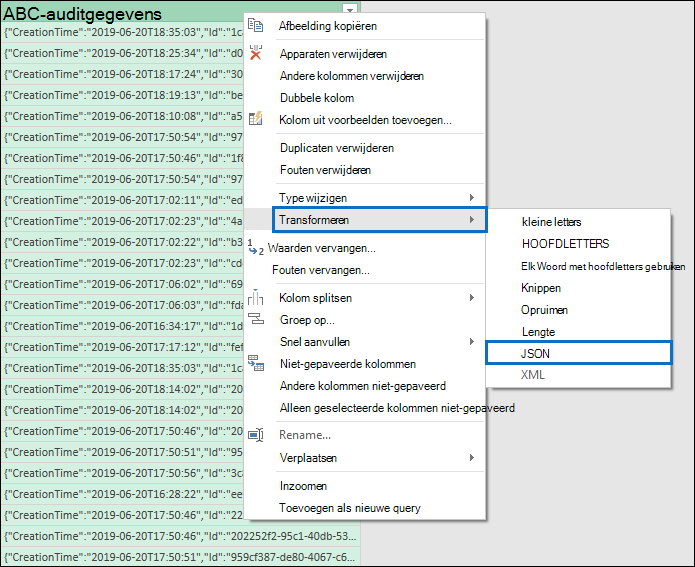 ABC-auditgegevens
{"CreationTime":"2019-06-20T18:35:03","Id":"1c
{"CreationTime":"2019-06-20T18:25:34","Id":"d0
{"CreationTime":"2019-06-20T18:17:24","Id":"30
{"CreationTime":"2019-06-20T18:19:13","Id":"be
{"CreationTime":"2019-06-20T18:10:08","Id":"a5
{"CreationTime":"2019-06-20T17:50:54","Id":"97
{"CreationTime":"2019-06-20T17:50:46","Id":"1f8
{"CreationTime":"2019-06-20T17:50:54","Id":"97
{"CreationTime":"2019-06-20T17:02:11","Id":"ed
{"CreationTime":"2019-06-20T17:02:23","Id":"4a
{"CreationTime":"2019-06-20T17:02:22","Id":"b3
{"CreationTime":"2019-06-20T17:02:23","Id":"cd
{"CreationTime":"2019-06-20T17:06:02","Id":"69
{"CreationTime":"2019-06-20T17:06:03","Id":"fda
{"CreationTime":"2019-06-20T16:34:17","Id":"1d
{"CreationTime":"2019-06-20T17:17:12","Id":"fef
{"CreationTime":"2019-06-20T18:35:03","Id":"1c
{"CreationTime":"2019-06-20T18:14:02","Id":"20
{"CreationTime":"2019-06-20T18:14:02","Id":"20
{"CreationTime":"2019-06-20T17:50:46","Id":"20
{"CreationTime":"2019-06-20T17:50:51","Id":"95
{"CreationTime":"2019-06-20T17:50:56","Id":"3c
{"CreationTime":"2019-06-20T16:28:22","Id":"ee
{"CreationTime":"2019-06-20T17:50:46","Id":"22
{"CreationTime":"2019-06-20T17:50:46","Id":"202252f2-95c1-40db-53...
{"CreationTime":"2019-06-20T17:50:51","Id":"959cf387-de80-4067-c6...
Afbeelding kopiëren
Apparaten verwijderen
Andere kolommen verwijderen
Dubbele kolom
Kolom uit voorbeelden toevoegen...
Duplicaten verwijderen
Fouten verwijderen
Type wijzigen
Transformeren
Waarden vervangen...
Fouten vervangen...
Kolom splitsen
Groep op...
Snel aanvullen
Niet-gepaveerde kolommen
Andere kolommen niet-gepaveerd
Alleen geselecteerde kolommen niet-gepaveerd
Rename...
Verplaatsen
Inzoomen
Toevoegen als nieuwe query
kleine letters
HOOFDLETTERS
Elk Woord met hoofdletters gebruiken
Knippen
Opruimen
Lengte
JSON
XML